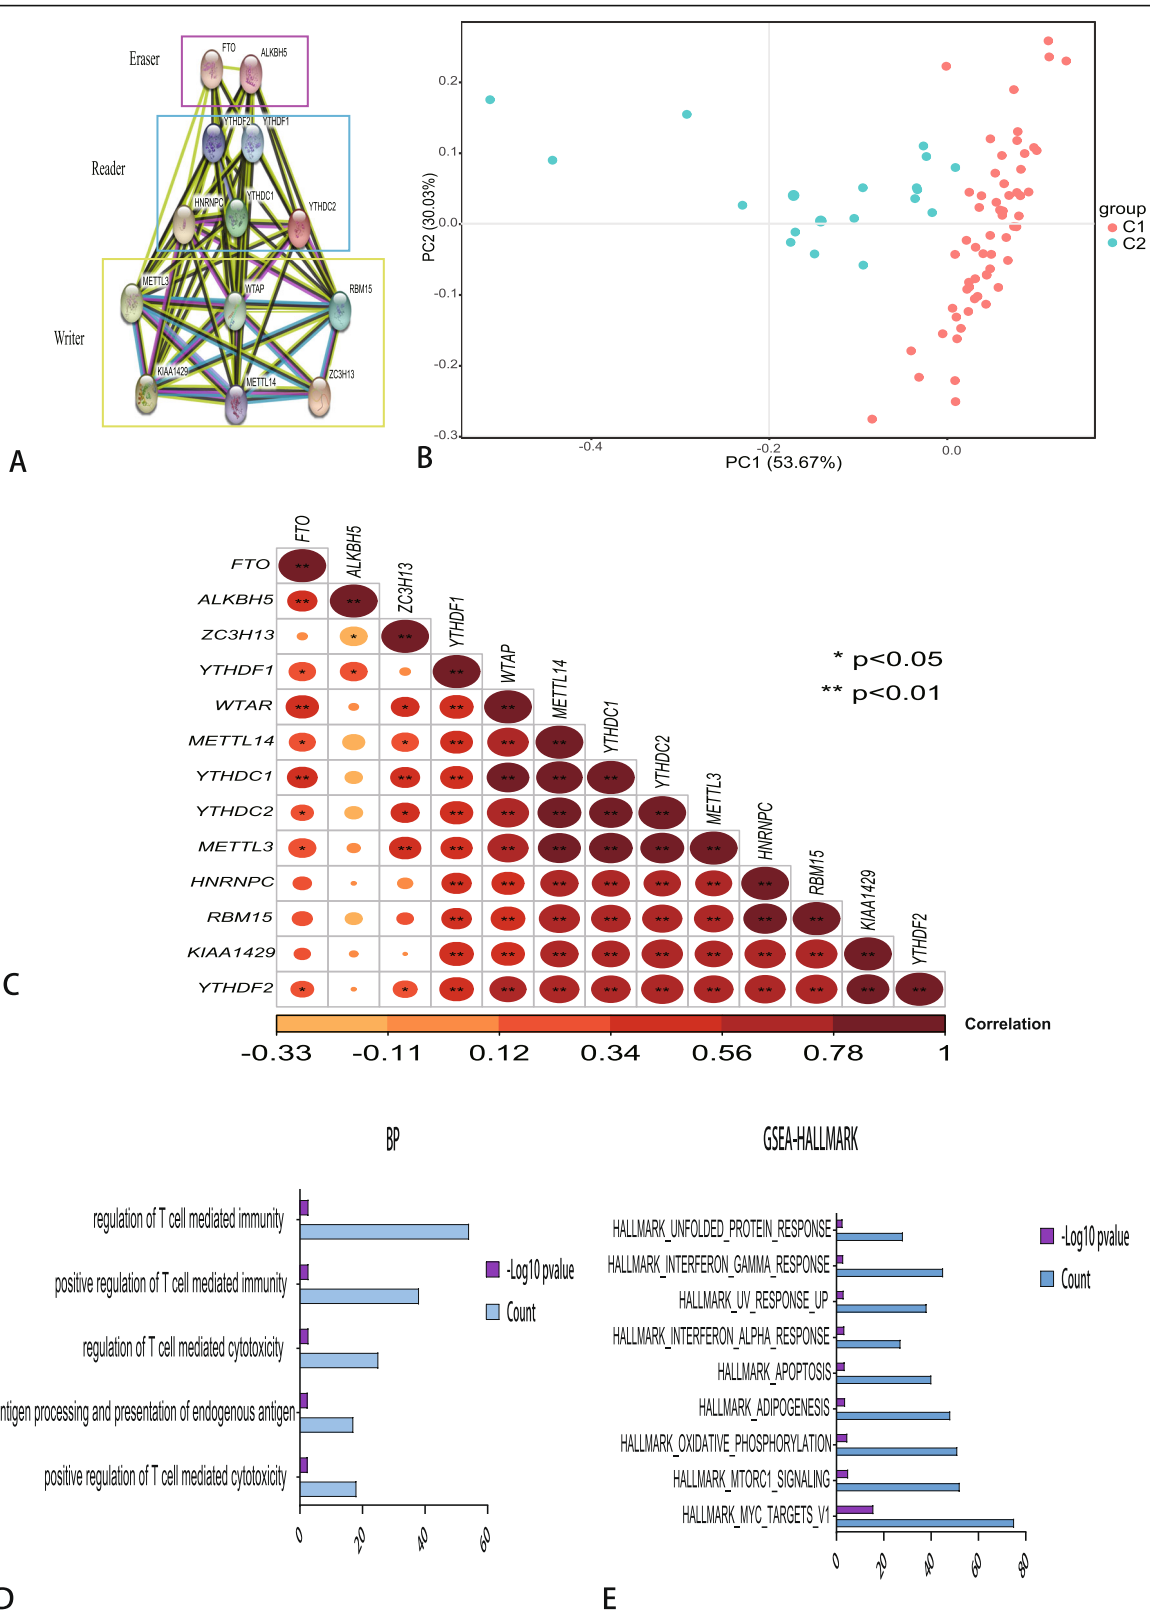 Eraser
FTO
ALKBH5
YTHDF2
YTHDF1
Reader
HNRNPC
YTHDC1
YTHDC2
METTL3
WTAP
RBM15
Writer
KIAA1429
METTL14
ZC3H13
A
0.2
0.1
0.0
-0.1
-0.2
-0.3
PC2 (30.03%)
-0.4
-0.2
0.0
PC1 (53.67%)
group
C1
C2
B
FTO
ALKBH5
ZC3H13
YTHDF1
WTAP
METTL14
YTHDC1
YTHDC2
METTL3
HNRNPC
RBM15
KIAA1429
YTHDF2
FTO **
ALKBH5 ** **
ZC3H13 * **
YTHDF1 * * **
WTAR ** * ** **
METTL14 * * ** ** **
YTHDC1 ** ** ** ** ** **
YTHDC2 * * ** ** ** ** **
METTL3 * ** ** ** ** ** ** **
HNRNPC ** ** ** ** ** ** **
RBM15 ** ** ** ** ** ** ** **
KIAA1429 ** ** ** ** ** ** ** ** **
YTHDF2 * * ** ** ** ** ** ** ** ** ** **
* p<0.05
** p<0.01
-0.33 -0.11 0.12 0.34 0.56 0.78 1
Correlation
C
BP
regulation of T cell mediated immunity
positive regulation of T cell mediated immunity
regulation of T cell mediated cytotoxicity
ntigen processing and presentation of endogenous antigen
positive regulation of T cell mediated cytotoxicity
0 20 40 60
-Log10 pvalue
Count
D
GSEA-HALLMARK
HALLMARK_UNFOLDED_PROTEIN_RESPONSE
HALLMARK_INTERFERON_GAMMA_RESPONSE
HALLMARK_UV_RESPONSE_UP
HALLMARK_INTERFERON_ALPHA_RESPONSE
HALLMARK_APOPTOSIS
HALLMARK_ADIPOGENESIS
HALLMARK_OXIDATIVE_PHOSPHORYLATION
HALLMARK_MTORC1_SIGNALING
HALLMARK_MYC_TARGETS_V1
0 20 40 60 80
-Log10 pvalue
Count
E